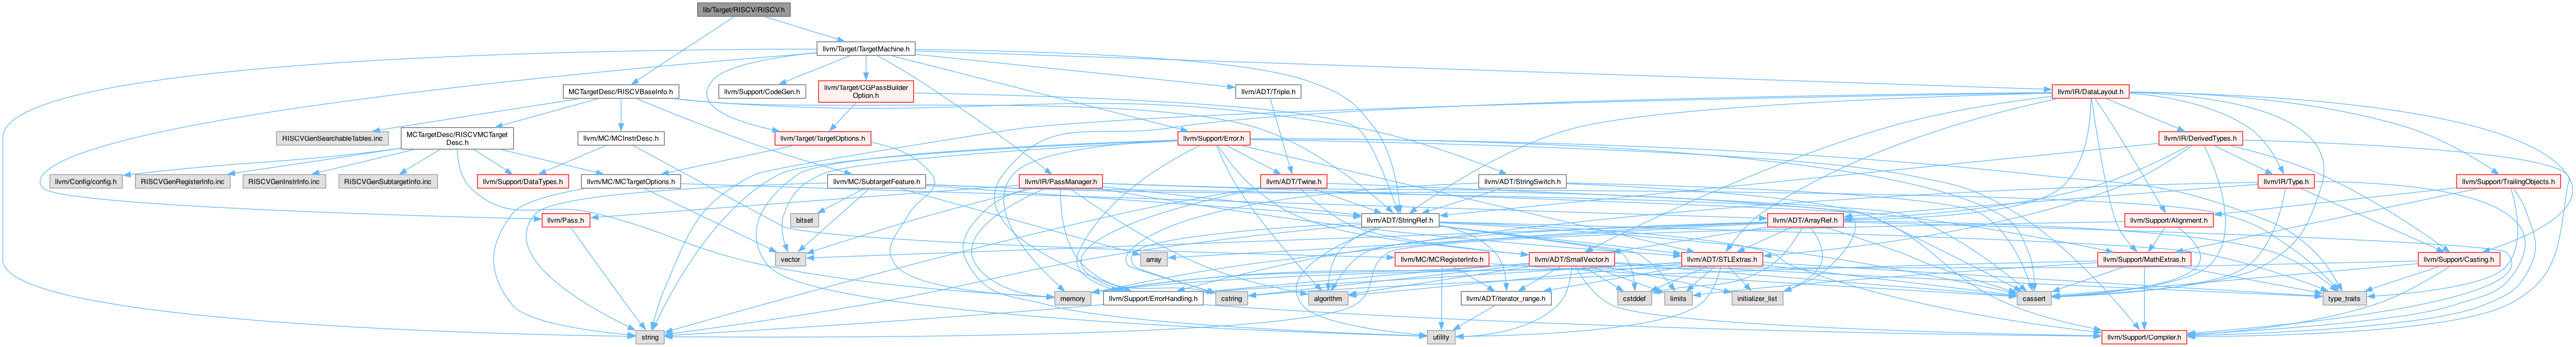 lib/Target/RISCV/RISCV.h
llvm/Target/TargetMachine.h
MCTargetDesc/RISCVBaseInfo.h
llvm/Support/CodeGen.h
llvm/Target/CGPassBuilder
Option.h
llvm/ADT/Triple.h
llvm/IR/DataLayout.h
RISCVGenSearchableTables.inc
MCTargetDesc/RISCVMCTarget
Desc.h
llvm/MC/MCInstrDesc.h
llvm/Target/TargetOptions.h
llvm/Support/Error.h
llvm/IR/DerivedTypes.h
llvm/Config/config.h
RISCVGenRegisterInfo.inc
RISCVGenInstrInfo.inc
RISCVGenSubtargetInfo.inc
llvm/Support/DataTypes.h
llvm/MC/MCTargetOptions.h
llvm/MC/SubtargetFeature.h
llvm/IR/PassManager.h
llvm/ADT/Twine.h
llvm/ADT/StringSwitch.h
llvm/IR/Type.h
llvm/Support/TrailingObjects.h
llvm/Pass.h
bitset
llvm/ADT/StringRef.h
llvm/ADT/ArrayRef.h
llvm/Support/Alignment.h
vector
array
llvm/MC/MCRegisterInfo.h
llvm/ADT/SmallVector.h
llvm/ADT/STLExtras.h
llvm/Support/MathExtras.h
llvm/Support/Casting.h
memory
llvm/Support/ErrorHandling.h
cstring
algorithm
llvm/ADT/iterator_range.h
cstddef
limits
initializer_list
cassert
type_traits
string
utility
llvm/Support/Compiler.h